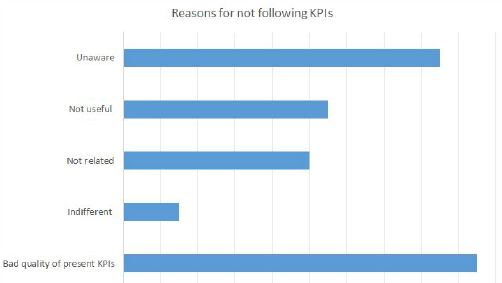 Reasons for not following KPIs
Unaware
Not useful
Not related
Indifferent
Bad quality of present KPIs